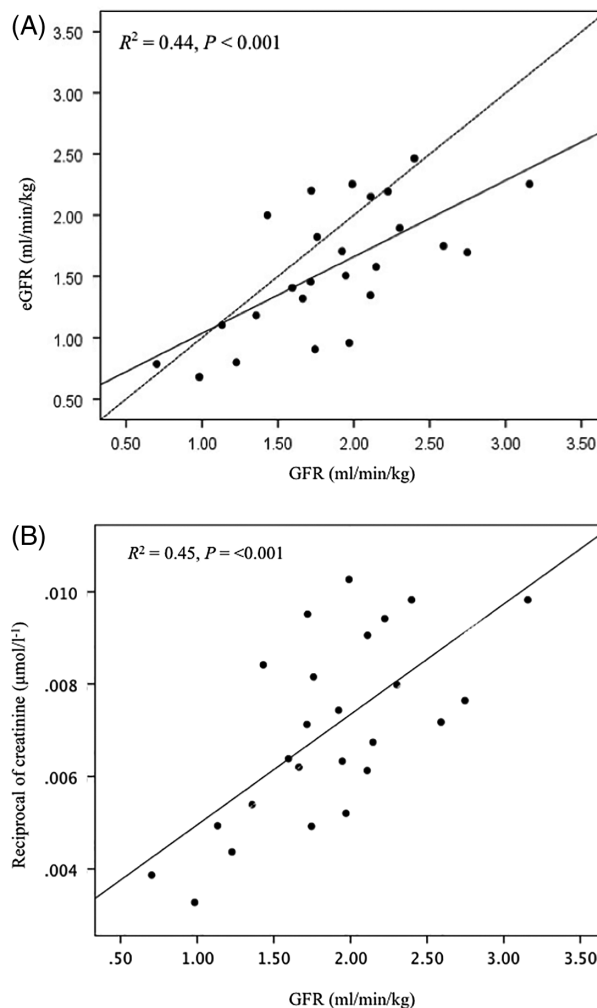 (A)
R² = 0.44, P < 0.001
3.50
3.00
2.50
2.00
1.50
1.00
0.50
eGFR (ml/min/kg)
0.50 1.00 1.50 2.00 2.50 3.00 3.50
GFR (ml/min/kg)
(B)
R² = 0.45, P = <0.001
.010
.008
.006
.004
Reciprocal of creatinine (μmol/l⁻¹)
.50 1.00 1.50 2.00 2.50 3.00 3.50
GFR (ml/min/kg)